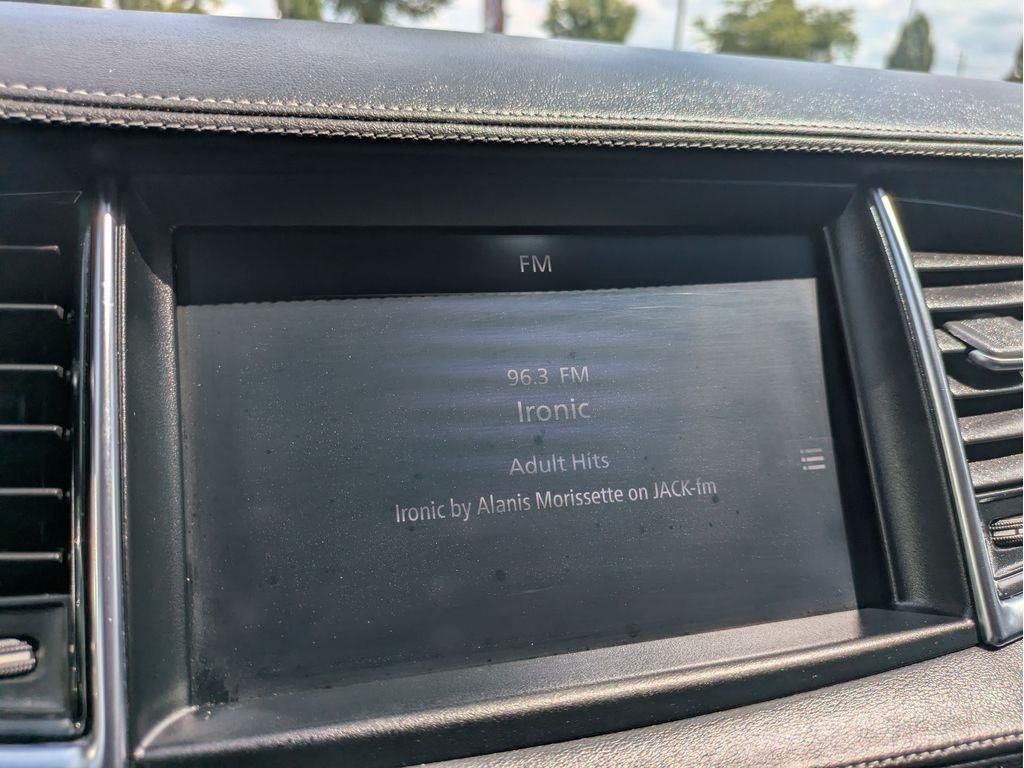 FM
96.3 FM
Ironic
Adult Hits
Ironic by Alanis Morissette on JACK-fm